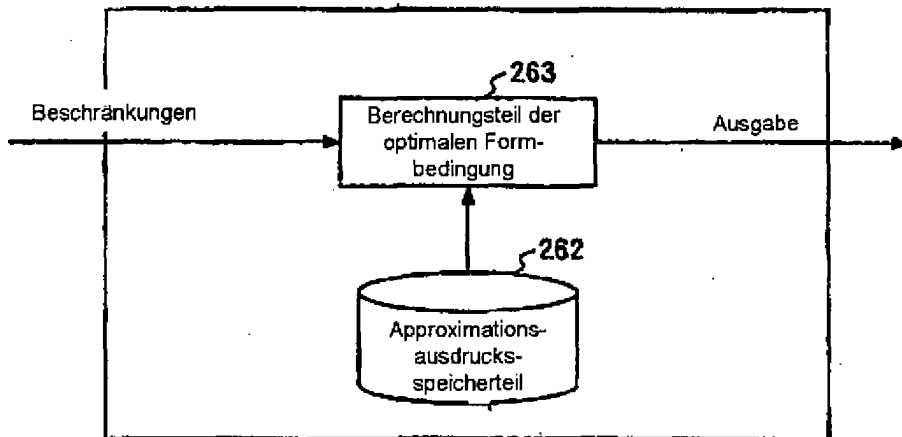 263
Beschränkungen
Berechnungsteil der
optimalen Form-
bedingung
Ausgabe
262
Approximations-
ausdrucks-
speicherteil